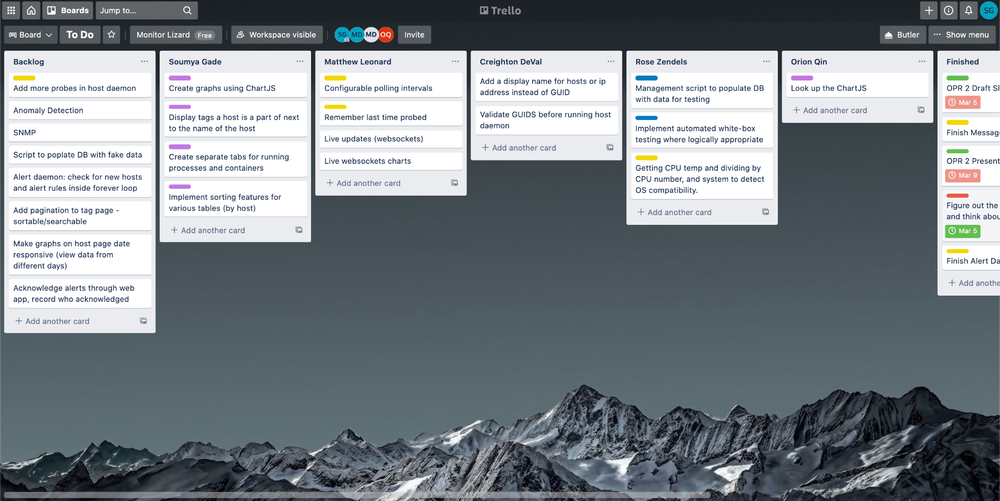 Boards
Jump to...
Trello
SG
Board
To Do
Monitor Lizard Free
Workspace visible
SG MD MD OQ
Invite
Butler
Show menu
Backlog
Add more probes in host daemon
Anomaly Detection
SNMP
Script to poplate DB with fake data
Alert daemon: check for new hosts
and alert rules inside forever loop
Add pagination to tag page -
sortable/searchable
Make graphs on host page date
responsive (view data from
different days)
Acknowledge alerts through web
app, record who acknowledged
+ Add another card
Soumya Gade
Create graphs using ChartJS
Display tags a host is a part of next
to the name of the host
Create separate tabs for running
processes and containers
Implement sorting features for
various tables (by host)
+ Add another card
Matthew Leonard
Configurable polling intervals
Remember last time probed
Live updates (websockets)
Live websockets charts
+ Add another card
Creighton DeVal
Add a display name for hosts or ip
address instead of GUID
Validate GUIDS before running host
daemon
+ Add another card
Rose Zendels
Management script to populate DB
with data for testing
Implement automated white-box
testing where logically appropriate
Getting CPU temp and dividing by
CPU number, and system to detect
OS compatibility.
+ Add another card
Orion Qin
Look up the ChartJS
+ Add another card
Finished
OPR 2 Draft Sl
Mar 5
Finish Message
OPR 2 Present
Mar 9
Figure out the
and think abou
Mar 5
Finish Alert Da
+ Add anothe